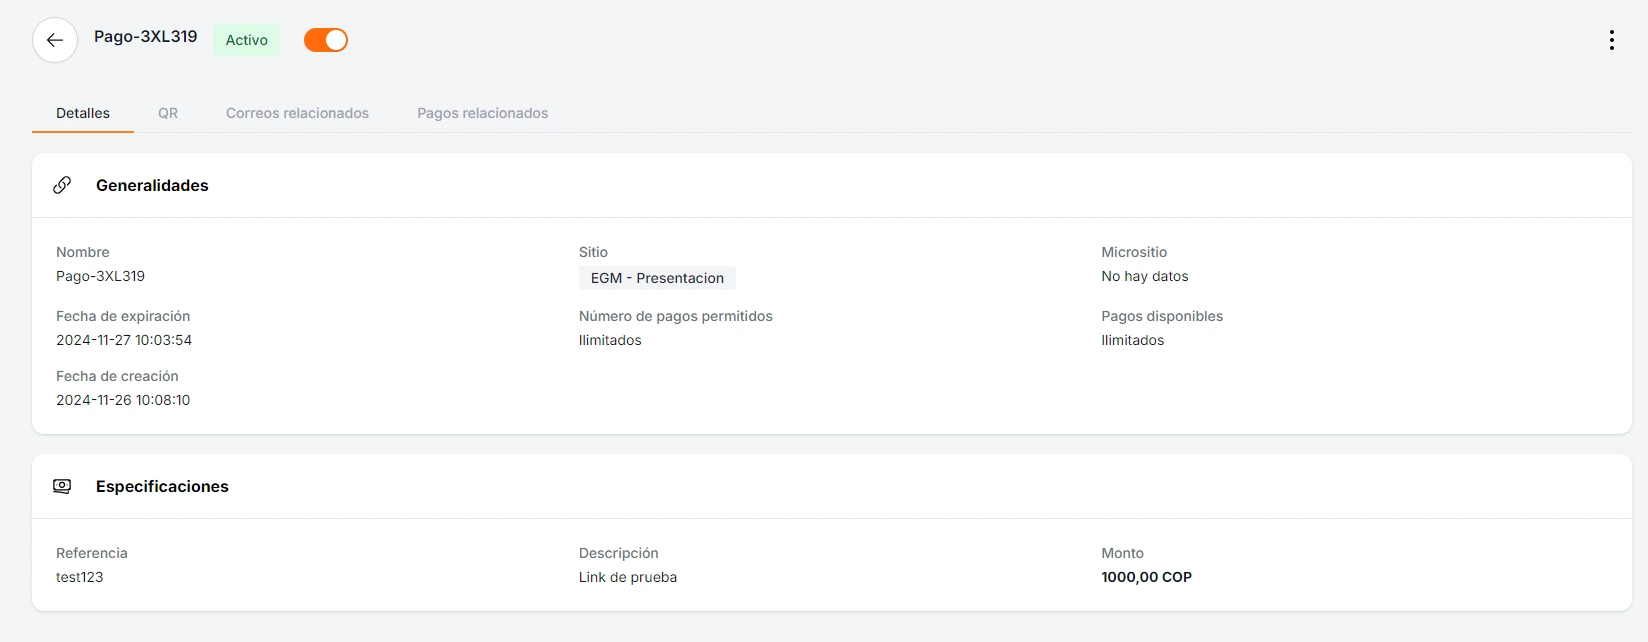 Pago-3XL319 Activo
Detalles QR Correos relacionados Pagos relacionados
Generalidades
Nombre Sitio Micrositio
Pago-3XL319 EGM - Presentacion No hay datos
Fecha de expiración Número de pagos permitidos Pagos disponibles
2024-11-27 10:03:54 Ilimitados Ilimitados
Fecha de creación
2024-11-26 10:08:10
Especificaciones
Referencia Descripción Monto
test123 Link de prueba 1000,00 COP